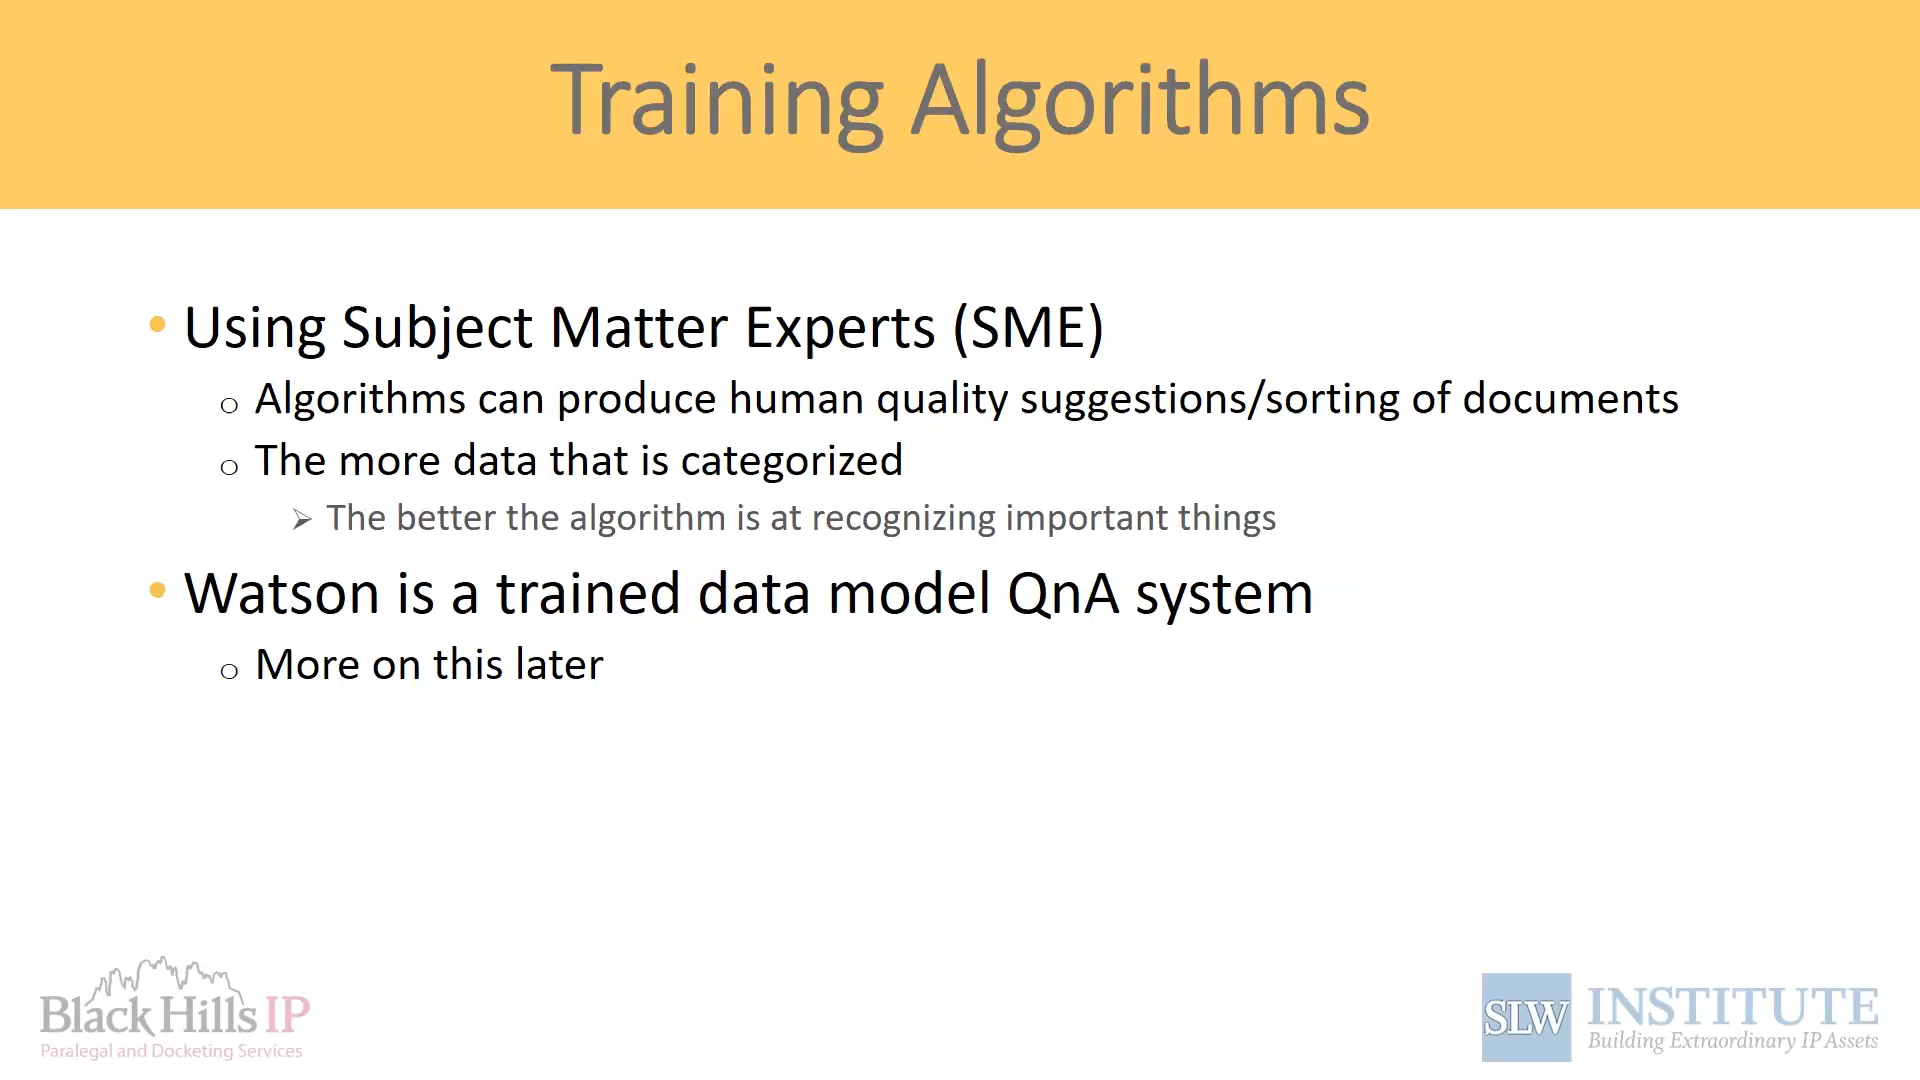 Training Algorithms
• Using Subject Matter Experts (SME)
o Algorithms can produce human quality suggestions/sorting of documents
o The more data that is categorized
➢ The better the algorithm is at recognizing important things
• Watson is a trained data model QnA system
o More on this later
Black Hills IP
Paralegal and Docketing Services
SLW INSTITUTE
Building Extraordinary IP Assets